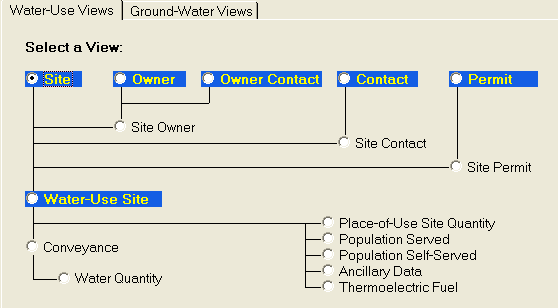 Water-Use Views Ground-Water Views
Select a View:
Site Owner Owner Contact Contact Permit
Site Owner
Site Contact
Site Permit
Water-Use Site
Place-of-Use Site Quantity
Conveyance Population Served
Population Self-Served
Water Quantity Ancillary Data
Thermoelectric Fuel